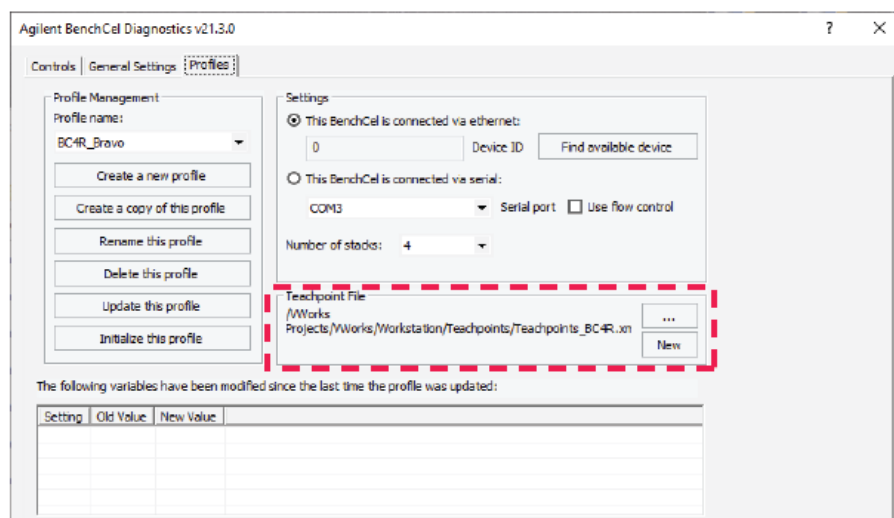 Agilent BenchCel Diagnostics v21.3.0
Controls General Settings Profiles
Profile Management
Profile name:
BC4R_Bravo
Create a new profile
Create a copy of this profile
Rename this profile
Delete this profile
Update this profile
Initialize this profile
Settings
This BenchCel is connected via ethernet:
0 Device ID Find available device
This BenchCel is connected via serial:
COM3 Serial port Use flow control
Number of stacks: 4
Teachpoint File
/VWorks
Projects/VWorks/Workstation/Teachpoints/Teachpoints_BC4R.xm
...
New
The following variables have been modified since the last time the profile was updated:
Setting Old Value New Value